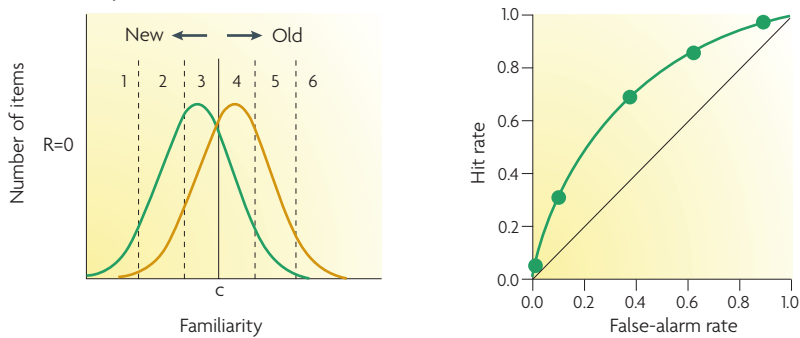 New Old
1 2 3 4 5 6
Number of items
R=0
c
Familiarity
1.0
0.8
0.6
0.4
0.2
0.0
Hit rate
0.0 0.2 0.4 0.6 0.8 1.0
False-alarm rate